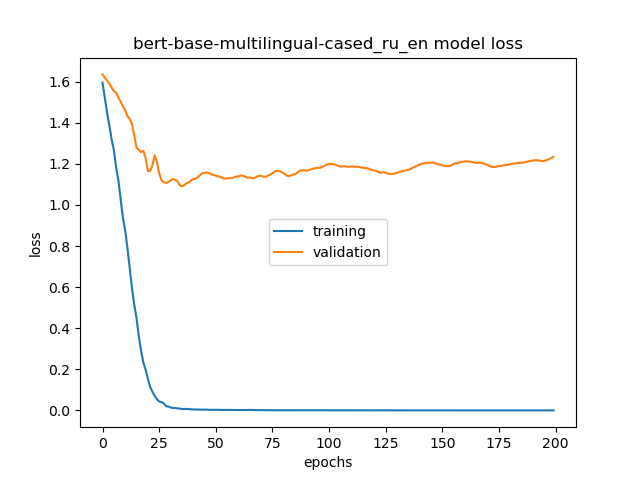 bert-base-multilingual-cased_ru_en model loss
loss
1.6
1.4
1.2
1.0
0.8
0.6
0.4
0.2
0.0
training
validation
0 25 50 75 100 125 150 175 200
epochs